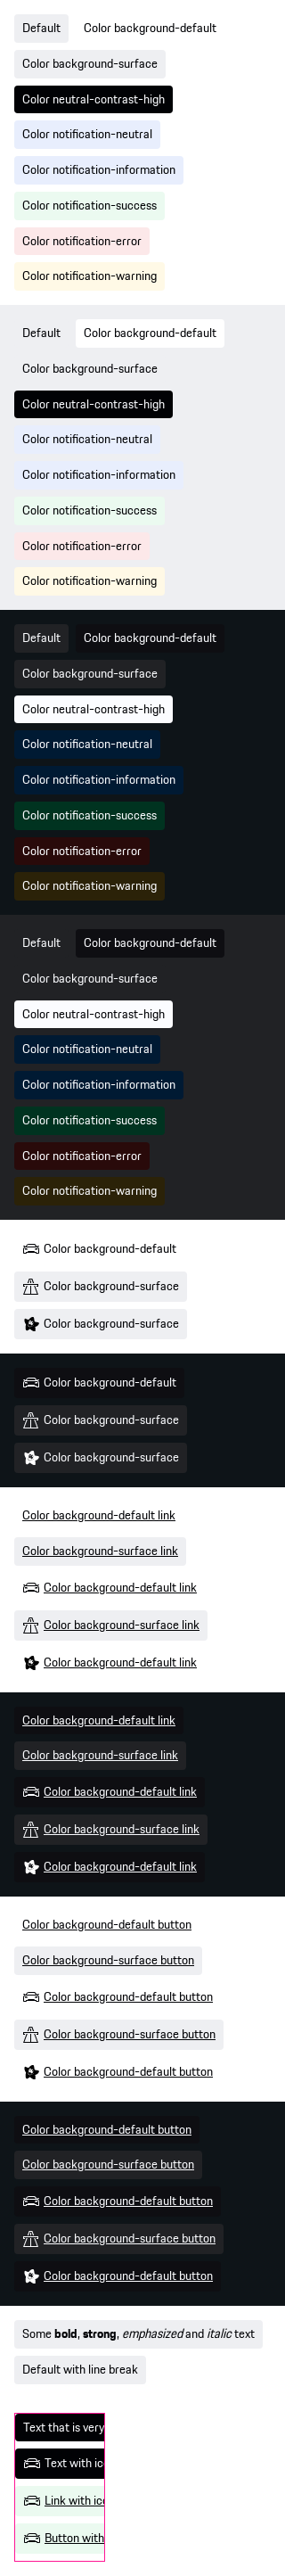 Default Color background-default
Color background-surface
Color neutral-contrast-high
Color notification-neutral
Color notification-information
Color notification-success
Color notification-error
Color notification-warning
Default Color background-default
Color background-surface
Color neutral-contrast-high
Color notification-neutral
Color notification-information
Color notification-success
Color notification-error
Color notification-warning
Default Color background-default
Color background-surface
Color neutral-contrast-high
Color notification-neutral
Color notification-information
Color notification-success
Color notification-error
Color notification-warning
Default Color background-default
Color background-surface
Color neutral-contrast-high
Color notification-neutral
Color notification-information
Color notification-success
Color notification-error
Color notification-warning
Color background-default
Color background-surface
Color background-surface
Color background-default
Color background-surface
Color background-surface
Color background-default link
Color background-surface link
Color background-default link
Color background-surface link
Color background-default link
Color background-default link
Color background-surface link
Color background-default link
Color background-surface link
Color background-default link
Color background-default button
Color background-surface button
Color background-default button
Color background-surface button
Color background-default button
Color background-default button
Color background-surface button
Color background-default button
Color background-surface button
Color background-default button
Some bold, strong, emphasized and italic text
Default with line break
Text that is very
Text with ic
Link with ic
Button with